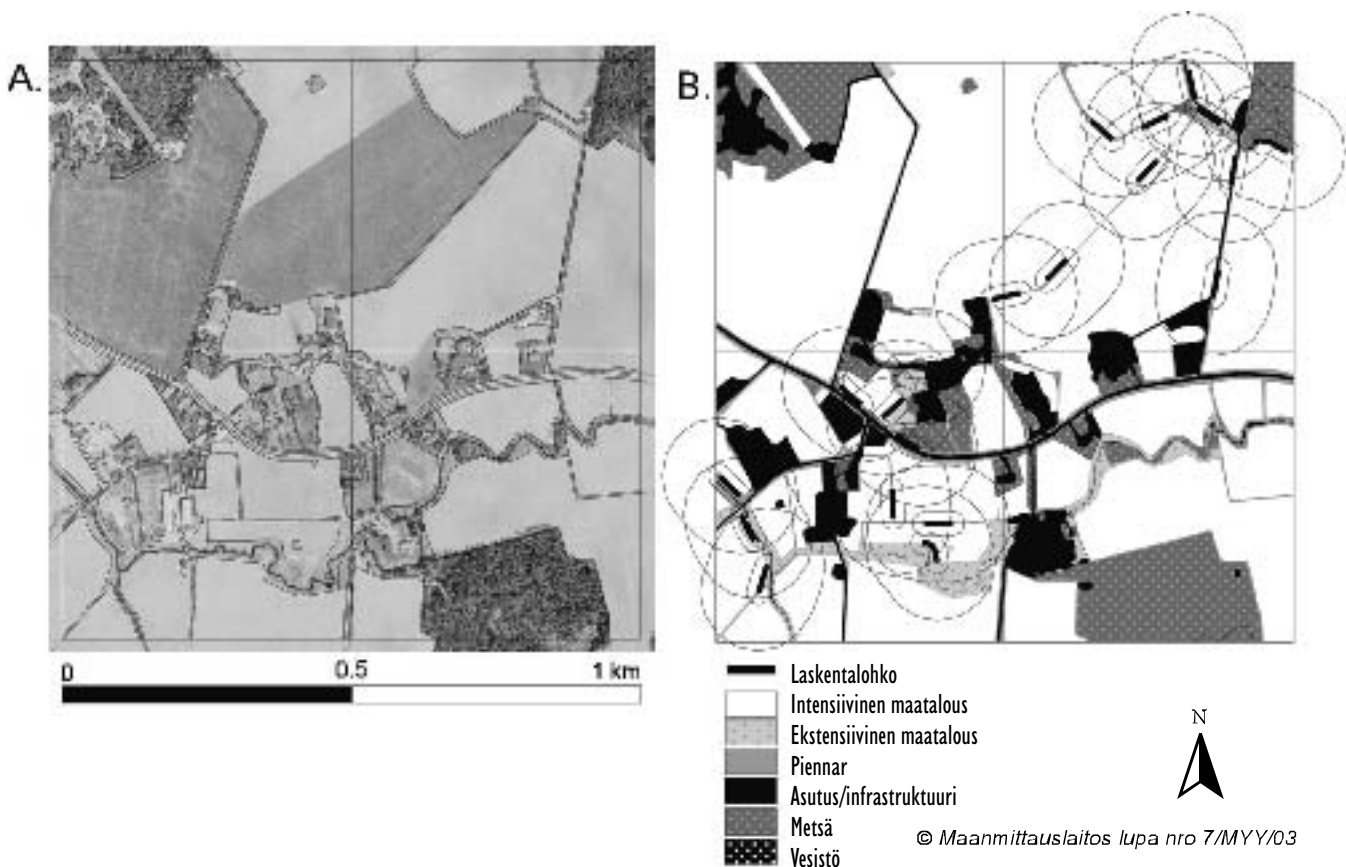 A.
B.
0 0.5 1 km
Laskentalohko
Intensiivinen maatalous
Ekstensiivinen maatalous
Piennar
Asutus/infrastruktuuri
Metsä
Vesistö
N
© Maanmittauslaitos lupa nro 7/MYY/03